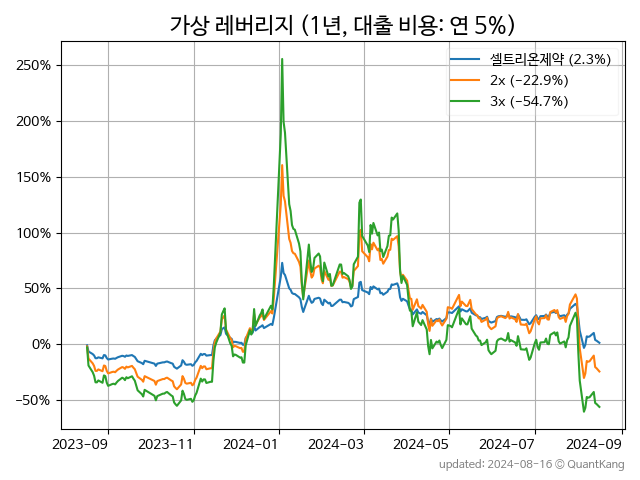 가상 레버리지 (1년, 대출 비용: 연 5%)
셀트리온제약 (2.3%)
2x (−22.9%)
3x (−54.7%)
250%
200%
150%
100%
50%
0%
−50%
2023-09 2023-11 2024-01 2024-03 2024-05 2024-07 2024-09
updated: 2024-08-16 © QuantKang